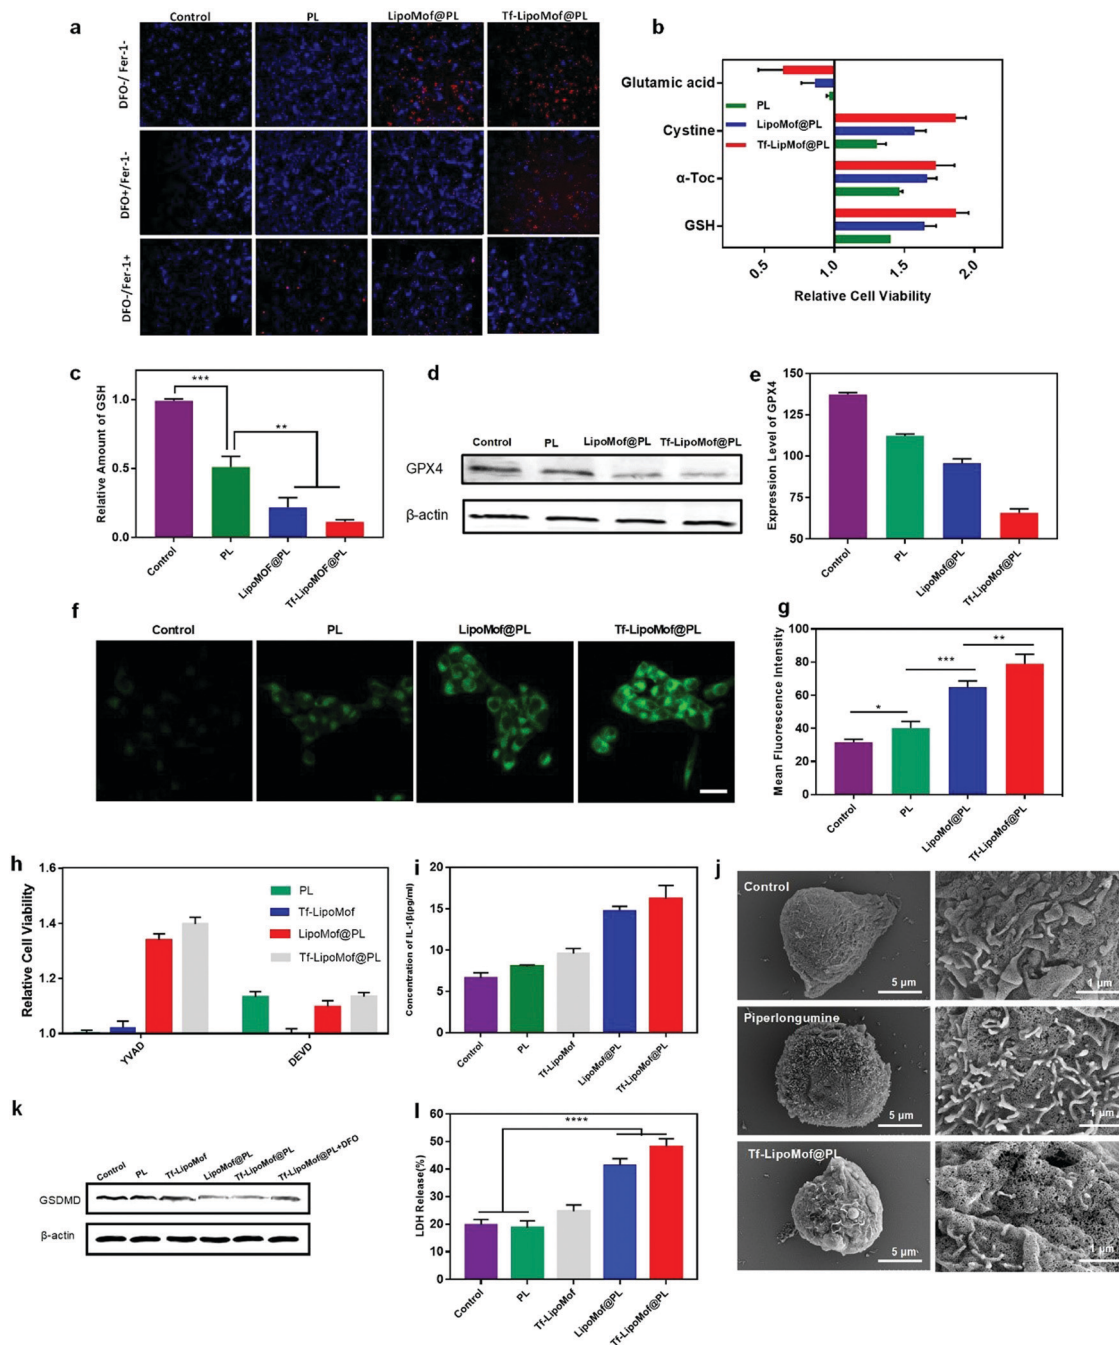 a
Control
PL
LipoMof@PL
Tf-LipoMof@PL
DFO-/ Fer-1-
DFO+/Fer-1-
DFO-/Fer-1+
b
Glutamic acid
Cystine
α-Toc
GSH
PL
LipoMof@PL
Tf-LipMof@PL
0.5
1.0
1.5
2.0
Relative Cell Viability
c
Relative Amount of GSH
1.0
0.5
0.0
***
**
Control
PL
LipoMOF@PL
Tf-LipoMOF@PL
d
Control
PL
LipoMof@PL
Tf-LipoMof@PL
GPX4
β-actin
e
Expression Level of GPX4
150
125
100
75
50
Control
PL
LipoMof@PL
Tf-LipoMof@PL
f
Control
PL
LipoMof@PL
Tf-LipoMof@PL
g
Mean Fluorescence Intensity
100
80
60
40
20
0
*
***
**
Control
PL
LipoMof@PL
Tf-LipoMof@PL
h
Relative Cell Viability
1.6
1.4
1.2
1.0
PL
Tf-LipoMof
LipoMof@PL
Tf-LipoMof@PL
YVAD
DEVD
i
Concentration of IL-1β(pg/ml)
20
15
10
5
0
Control
PL
Tf-LipoMof
LipoMof@PL
Tf-LipoMof@PL
j
Control
5 µm
1 µm
Piperlongumine
5 µm
1 µm
Tf-LipoMof@PL
5 µm
1 µm
k
Control
PL
Tf-LipoMof
LipoMof@PL
Tf-LipoMof@PL
Tf-LipoMof@PL+DFO
GSDMD
β-actin
l
LDH Release(%)
60
50
40
30
20
10
0
****
Control
PL
Tf-LipoMof
LipoMof@PL
Tf-LipoMof@PL